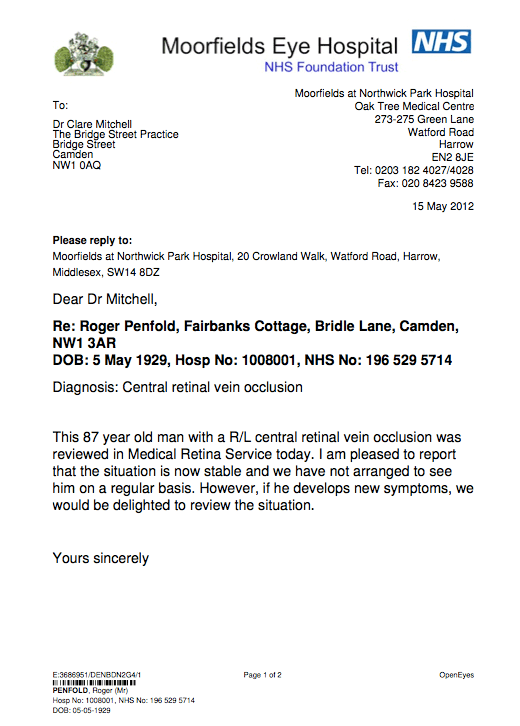 Moorfields Eye Hospital NHS
NHS Foundation Trust
Moorfields at Northwick Park Hospital
Oak Tree Medical Centre
273-275 Green Lane
Watford Road
Harrow
EN2 8JE
Tel: 0203 182 4027/4028
Fax: 020 8423 9588
15 May 2012
To:
Dr Clare Mitchell
The Bridge Street Practice
Bridge Street
Camden
NW1 0AQ
Please reply to:
Moorfields at Northwick Park Hospital, 20 Crowland Walk, Watford Road, Harrow,
Middlesex, SW14 8DZ
Dear Dr Mitchell,
Re: Roger Penfold, Fairbanks Cottage, Bridle Lane, Camden,
NW1 3AR
DOB: 5 May 1929, Hosp No: 1008001, NHS No: 196 529 5714
Diagnosis: Central retinal vein occlusion
This 87 year old man with a R/L central retinal vein occlusion was
reviewed in Medical Retina Service today. I am pleased to report
that the situation is now stable and we have not arranged to see
him on a regular basis. However, if he develops new symptoms, we
would be delighted to review the situation.
Yours sincerely
E:3686951/DENBDN2G4/1
Page 1 of 2
OpenEyes
PENFOLD, Roger (Mr)
Hosp No: 1008001, NHS No: 196 529 5714
DOB: 05-05-1929